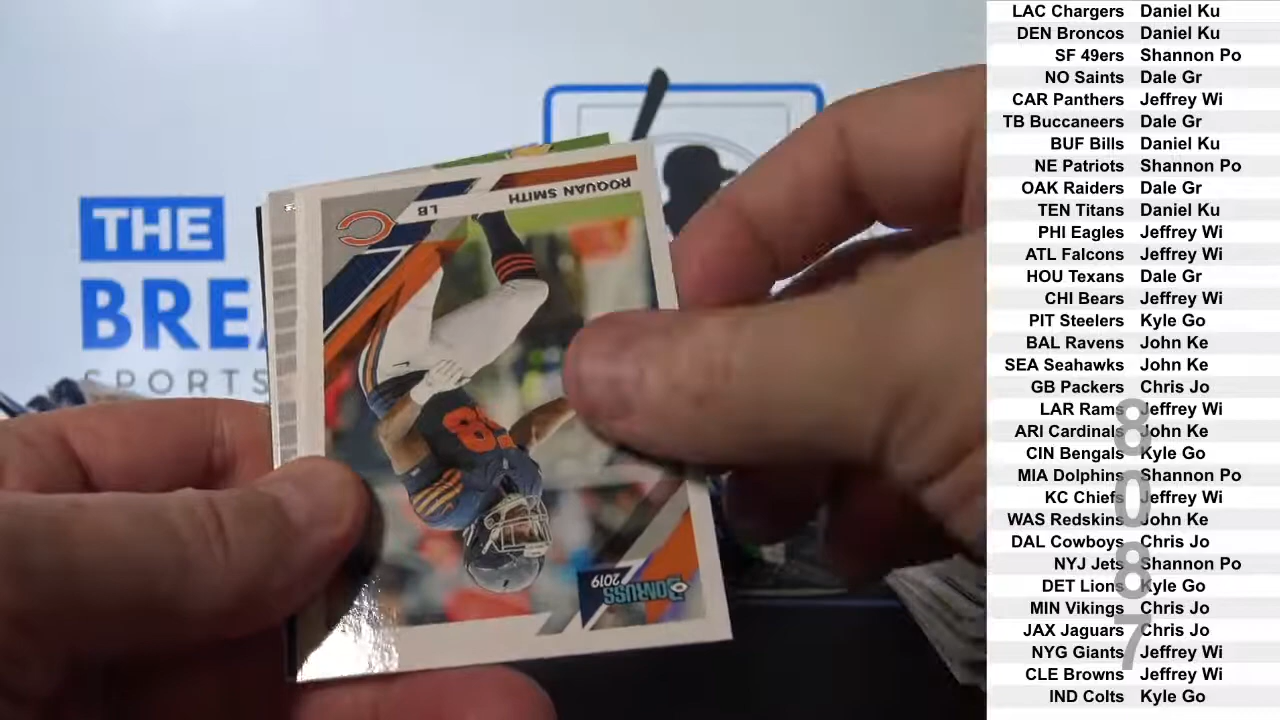 THE
BREA
SPORTS
ROQUAN SMITH
LB
58
DONRUSS
2019
LAC Chargers Daniel Ku
DEN Broncos Daniel Ku
SF 49ers Shannon Po
NO Saints Dale Gr
CAR Panthers Jeffrey Wi
TB Buccaneers Dale Gr
BUF Bills Daniel Ku
NE Patriots Shannon Po
OAK Raiders Dale Gr
TEN Titans Daniel Ku
PHI Eagles Jeffrey Wi
ATL Falcons Jeffrey Wi
HOU Texans Dale Gr
CHI Bears Jeffrey Wi
PIT Steelers Kyle Go
BAL Ravens John Ke
SEA Seahawks John Ke
GB Packers Chris Jo
LAR Rams Jeffrey Wi
ARI Cardinals John Ke
CIN Bengals Kyle Go
MIA Dolphins Shannon Po
KC Chiefs Jeffrey Wi
WAS Redskins John Ke
DAL Cowboys Chris Jo
NYJ Jets Shannon Po
DET Lions Kyle Go
MIN Vikings Chris Jo
JAX Jaguars Chris Jo
NYG Giants Jeffrey Wi
CLE Browns Jeffrey Wi
IND Colts Kyle Go
8087